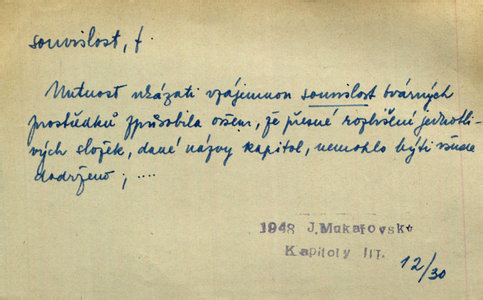 souvislost, f.
Nutnost ukázati vzájemnou souvislost tvárných
prostředků způsobila ovšem, že přesné rozlišení jednotli-
vých složek, dané názvy kapitol, nemohlo býti všude
dodrženo; ....
1948 J.Mukařovský
Kapitoly III.
12/30